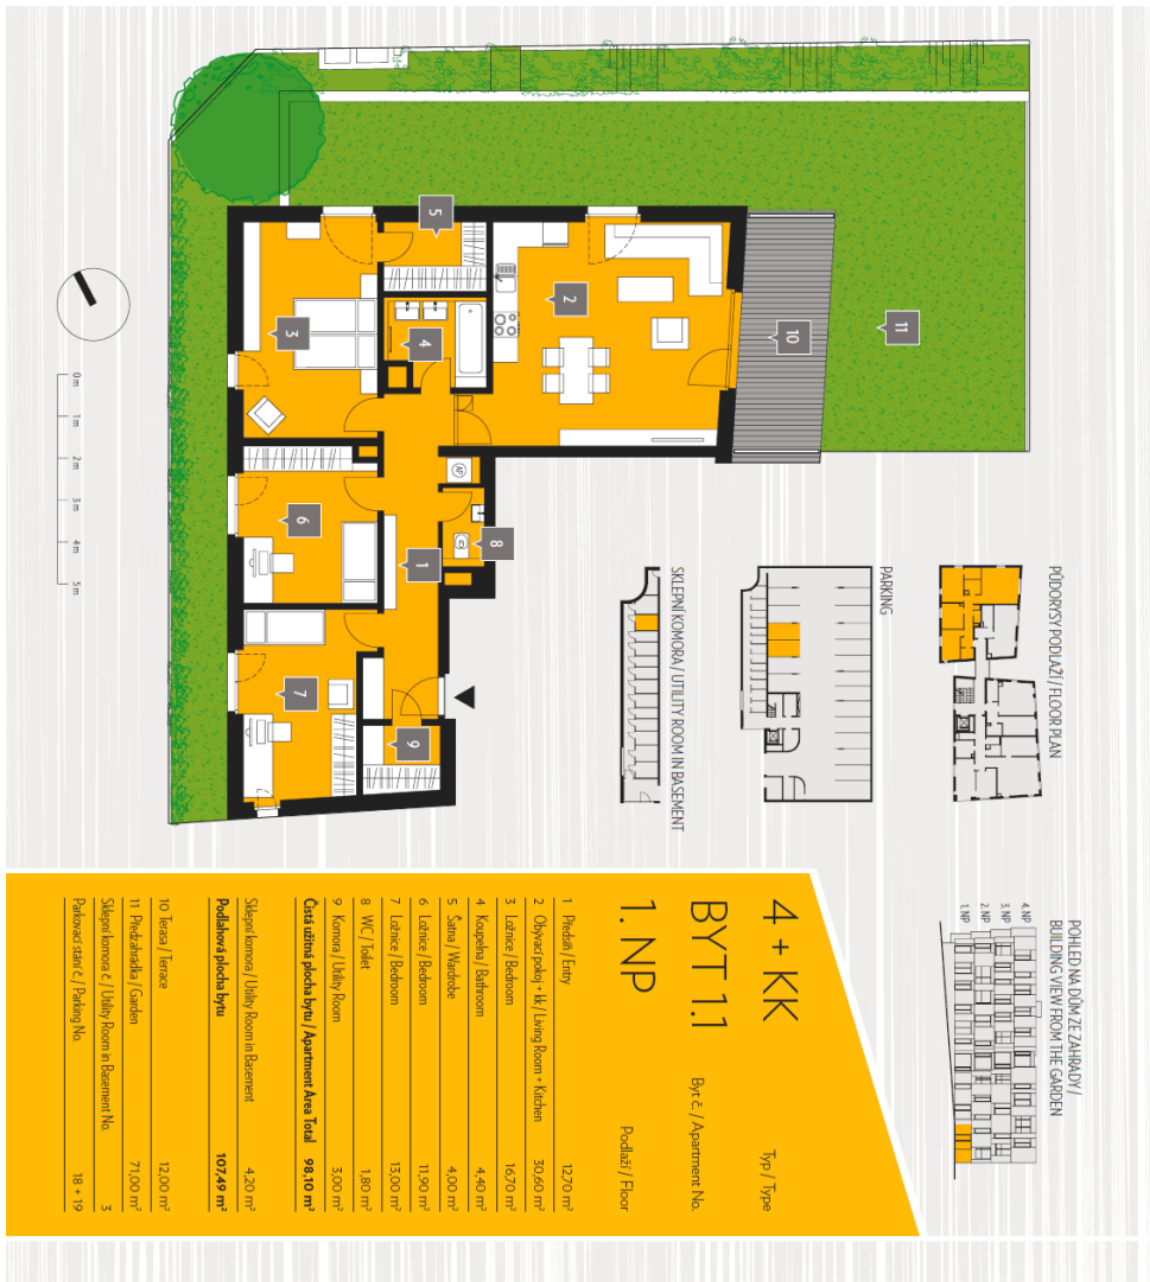 4 + KK Typ / Type
BYT 1.1 Byt č. / Apartment No.
1. NP Podlaží / Floor
1 Předsíň / Entry 12,70 m²
2 Obývací pokoj + kk / Living Room + Kitchen 30,60 m²
3 Ložnice / Bedroom 16,70 m²
4 Koupelna / Bathroom 4,40 m²
5 Šatna / Wardrobe 4,00 m²
6 Ložnice / Bedroom 11,90 m²
7 Ložnice / Bedroom 13,00 m²
8 WC / Toilet 1,80 m²
9 Komora / Utility Room 3,00 m²
Čistá užitná plocha bytu / Apartment Area Total 98,10 m²
Sklepní komora / Utility Room in Basement 4,20 m²
Podlahová plocha bytu 107,49 m²
10 Terasa / Terrace 12,00 m²
11 Předzahrádka / Garden 71,00 m²
Sklepní komora č. / Utility Room in Basement No. 3
Parkovací stání č. / Parking No. 18 + 19
POHLED NA DŮM ZE ZAHRADY /
BUILDING VIEW FROM THE GARDEN
4.NP
3.NP
2.NP
1.NP
PŮDORYSY PODLAŽÍ / FLOOR PLAN
PARKING
SKLEPNÍ KOMORA / UTILITY ROOM IN BASEMENT
11
10
2
5
4
3
AP
8
1
6
7
9
0m 1m 2m 3m 4m 5m